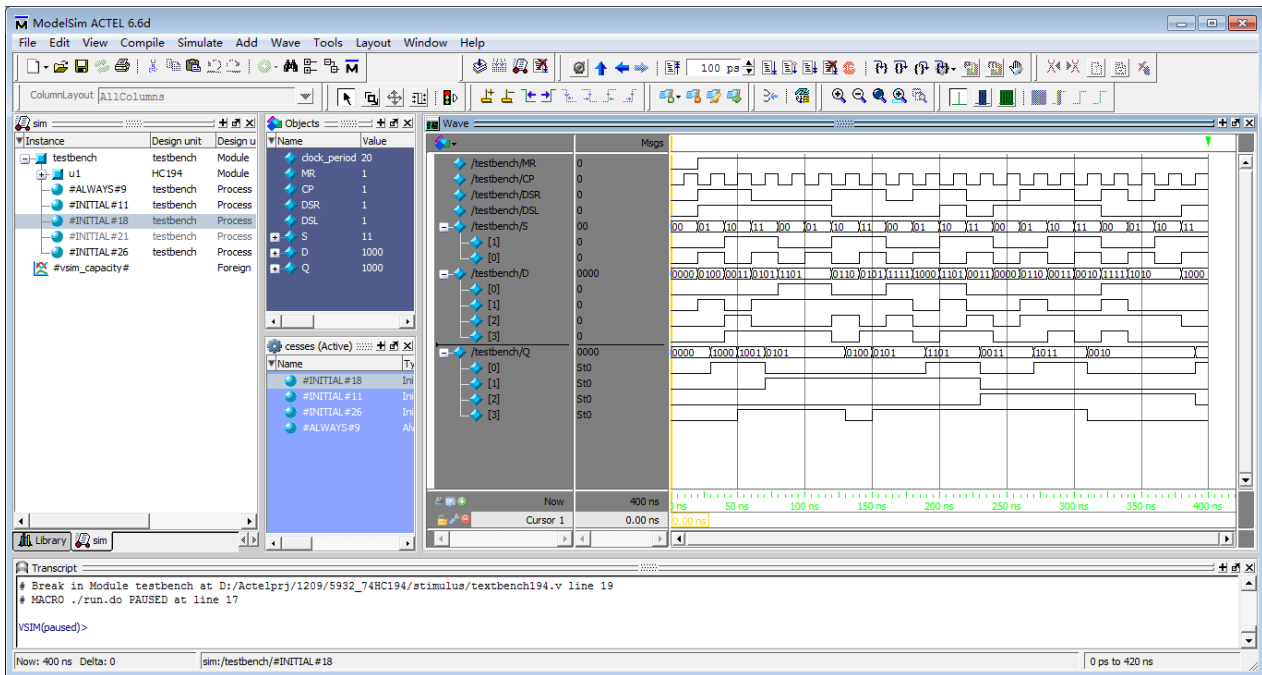 ModelSim ACTEL 6.6d
File Edit View Compile Simulate Add Wave Tools Layout Window Help
100 ps
ColumnLayout AllColumns
sim
Instance Design unit Design u
testbench testbench Module
u1 HC194 Module
#ALWAYS#9 testbench Process
#INITIAL#11 testbench Process
#INITIAL#18 testbench Process
#INITIAL#21 testbench Process
#INITIAL#26 testbench Process
#vsim_capacity# Foreign
Library sim
Objects
Name Value
clock_period 20
MR 1
CP 1
DSR 1
DSL 1
S 11
D 1000
Q 1000
cesses (Active)
Name Ty
#INITIAL#18 Ini
#INITIAL#11 Ini
#INITIAL#26 Ini
#ALWAYS#9 Alv
Wave
Msgs
/testbench/MR 0
/testbench/CP 0
/testbench/DSR 0
/testbench/DSL 0
/testbench/S 00 00 01 10 11 00 01 10 11 00 01 10 11 00 01 10 11 00 01 10 11
[1] 0
[0] 0
/testbench/D 0000 0000 0100 0011 0101 1101 0110 0101 1111 1000 1101 0011 0000 0110 0011 0010 1111 1010 1000
[0] 0
[1] 0
[2] 0
[3] 0
/testbench/Q 0000 0000 1000 1001 0101 0100 0101 1101 0011 1011 0010
[0] St0
[1] St0
[2] St0
[3] St0
Now 400 ns
ns 50 ns 100 ns 150 ns 200 ns 250 ns 300 ns 350 ns 400 ns
Cursor 1 0.00 ns 0.00 ns
Transcript
# Break in Module testbench at D:/Actelprj/1209/5932_74HC194/stimulus/textbench194.v line 19
# MACRO ./run.do PAUSED at line 17
VSIM(paused)>
Now: 400 ns Delta: 0 sim:/testbench/#INITIAL#18 0 ps to 420 ns